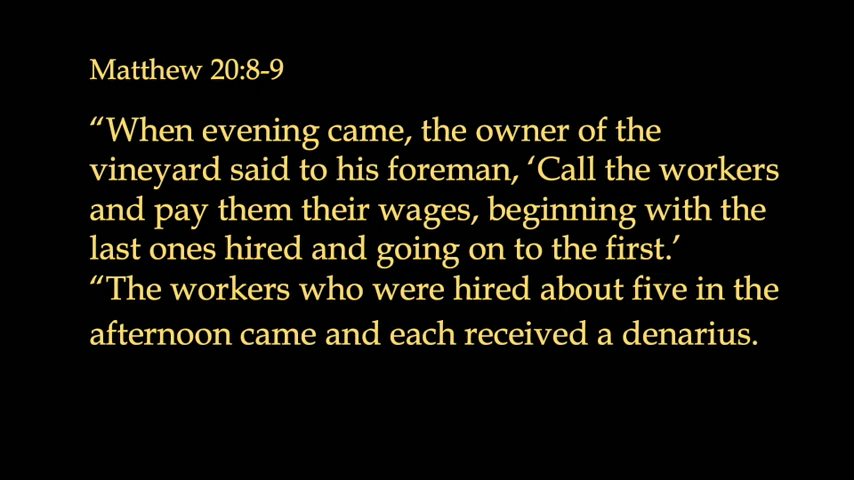 Matthew 20:8-9
“When evening came, the owner of the
vineyard said to his foreman, ‘Call the workers
and pay them their wages, beginning with the
last ones hired and going on to the first.’
“The workers who were hired about five in the
afternoon came and each received a denarius.